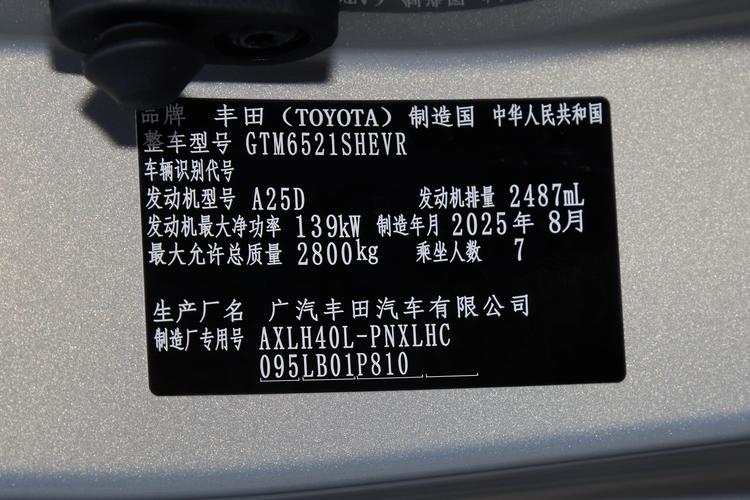 品牌 丰田（TOYOTA）制造国 中华人民共和国
整车型号 GTM6521SHEVR
车辆识别代号
发动机型号 A25D 发动机排量 2487mL
发动机最大净功率 139kW 制造年月 2025年 8月
最大允许总质量 2800kg 乘坐人数 7
生产厂名 广汽丰田汽车有限公司
制造厂专用号 AXLH40L-PNXLHC
095LB01P810